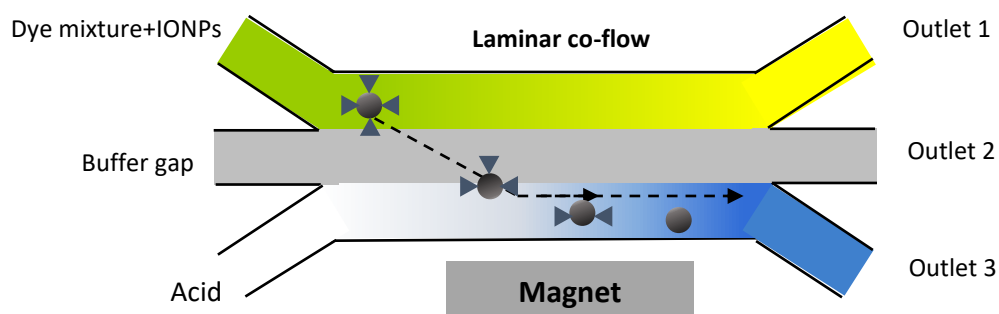 Dye mixture+IONPs
Laminar co-flow
Outlet 1
Buffer gap
Outlet 2
Acid
Magnet
Outlet 3